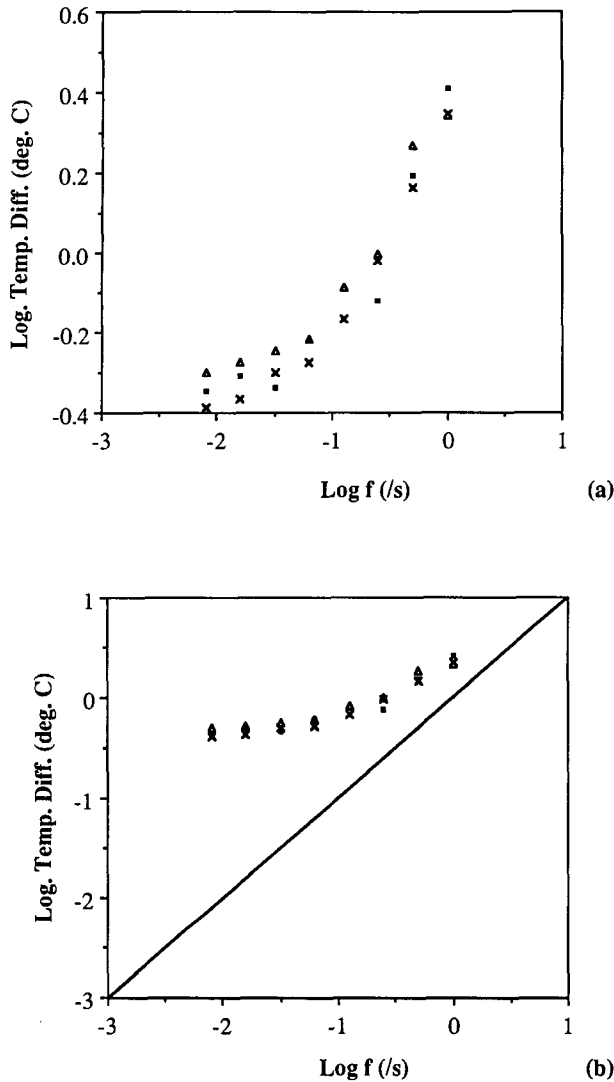 0.6
0.4
0.2
0.0
-0.2
-0.4
-3 -2 -1 0 1
Log. Temp. Diff. (deg. C)
Log f (/s)
(a)
1
0
-1
-2
-3
-2 -1 0 1
Log. Temp. Diff. (deg. C)
Log f (/s)
(b)